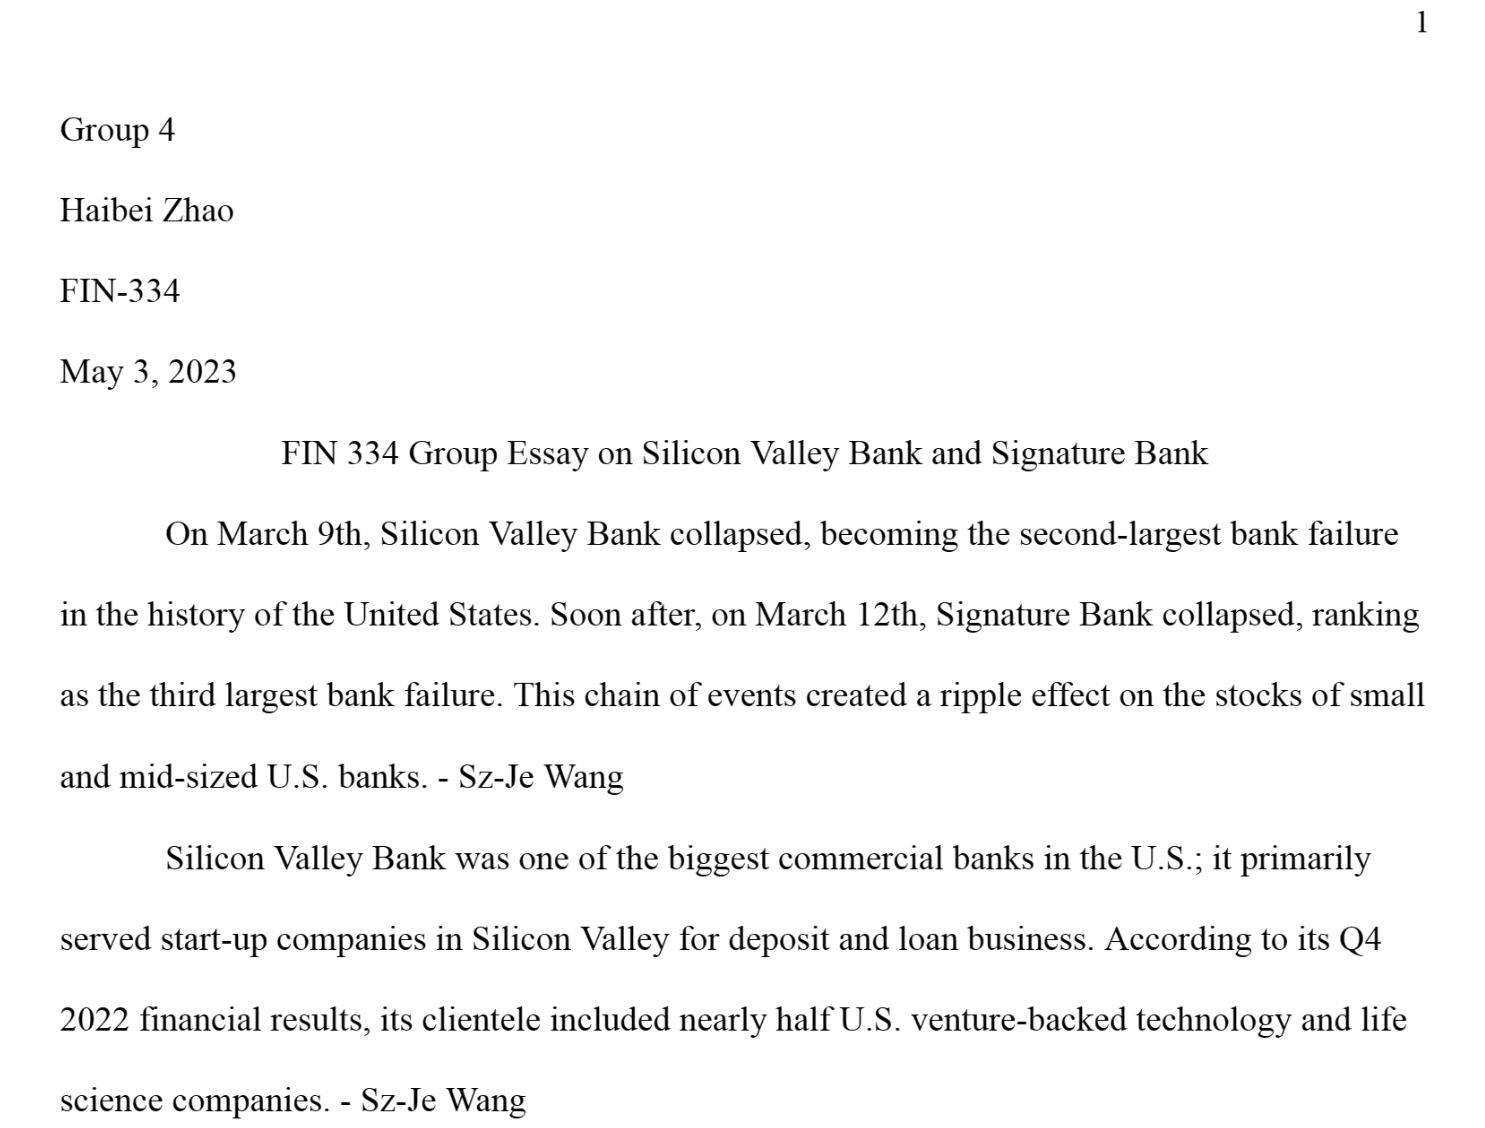 1
Group 4
Haibei Zhao
FIN-334
May 3, 2023
FIN 334 Group Essay on Silicon Valley Bank and Signature Bank
On March 9th, Silicon Valley Bank collapsed, becoming the second-largest bank failure
in the history of the United States. Soon after, on March 12th, Signature Bank collapsed, ranking
as the third largest bank failure. This chain of events created a ripple effect on the stocks of small
and mid-sized U.S. banks. - Sz-Je Wang
Silicon Valley Bank was one of the biggest commercial banks in the U.S.; it primarily
served start-up companies in Silicon Valley for deposit and loan business. According to its Q4
2022 financial results, its clientele included nearly half U.S. venture-backed technology and life
science companies. - Sz-Je Wang